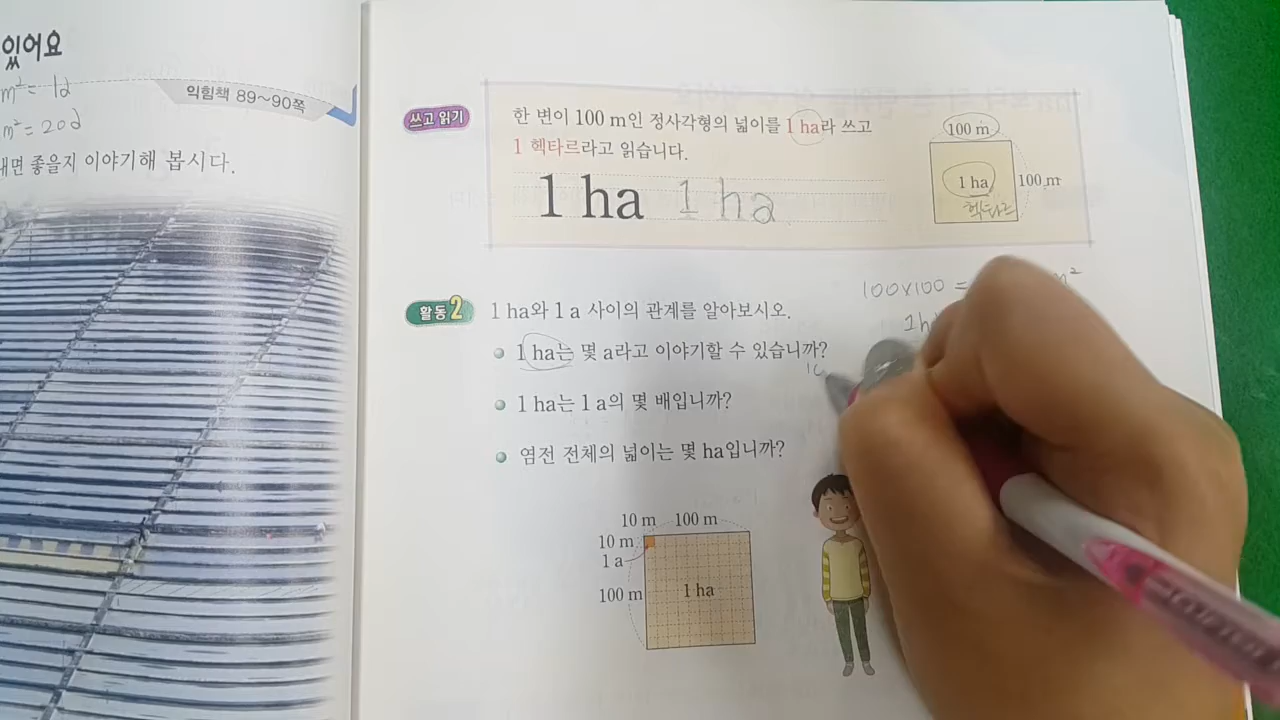 있어요
m² = 1a
익힘책 89~90쪽
m² = 20a
내면 좋을지 이야기해 봅시다.
쓰고 읽기
한 변이 100 m인 정사각형의 넓이를 1 ha라 쓰고
1 헥타르라고 읽습니다.
1 ha 1 ha
100 m
1 ha
100 m
헥타르
100×100 = m²
1h
활동 2
1 ha와 1 a 사이의 관계를 알아보시오.
1 ha는 몇 a라고 이야기할 수 있습니까?
1 ha는 1 a의 몇 배입니까?
염전 전체의 넓이는 몇 ha입니까?
10 m 100 m
10 m
1 a
100 m
1 ha